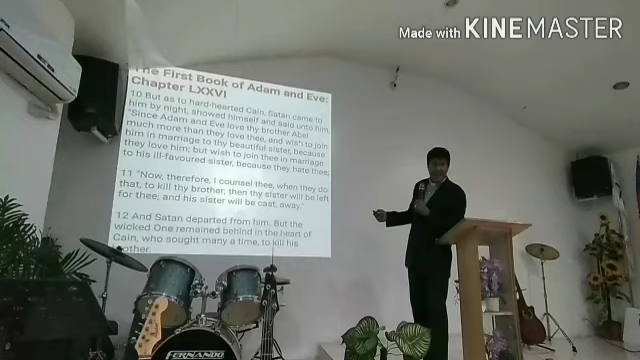 Made with KINEMASTER
The First Book of Adam and Eve:
Chapter LXXVI
10 But as to hard-hearted Cain, Satan came to
him by night, showed himself and said unto him,
"Since Adam and Eve love thy brother Abel
much more than they love thee, and wish to join
him in marriage to thy beautiful sister, because
they love him; but wish to join thee in marriage
to his ill-favoured sister, because they hate thee;
11 "Now, therefore, I counsel thee, when they do
that, to kill thy brother; then thy sister will be left
for thee; and his sister will be cast, away."
12 And Satan departed from him. But the
wicked One remained behind in the heart of
Cain, who sought many a time, to kill his
brother.
FERNANDO